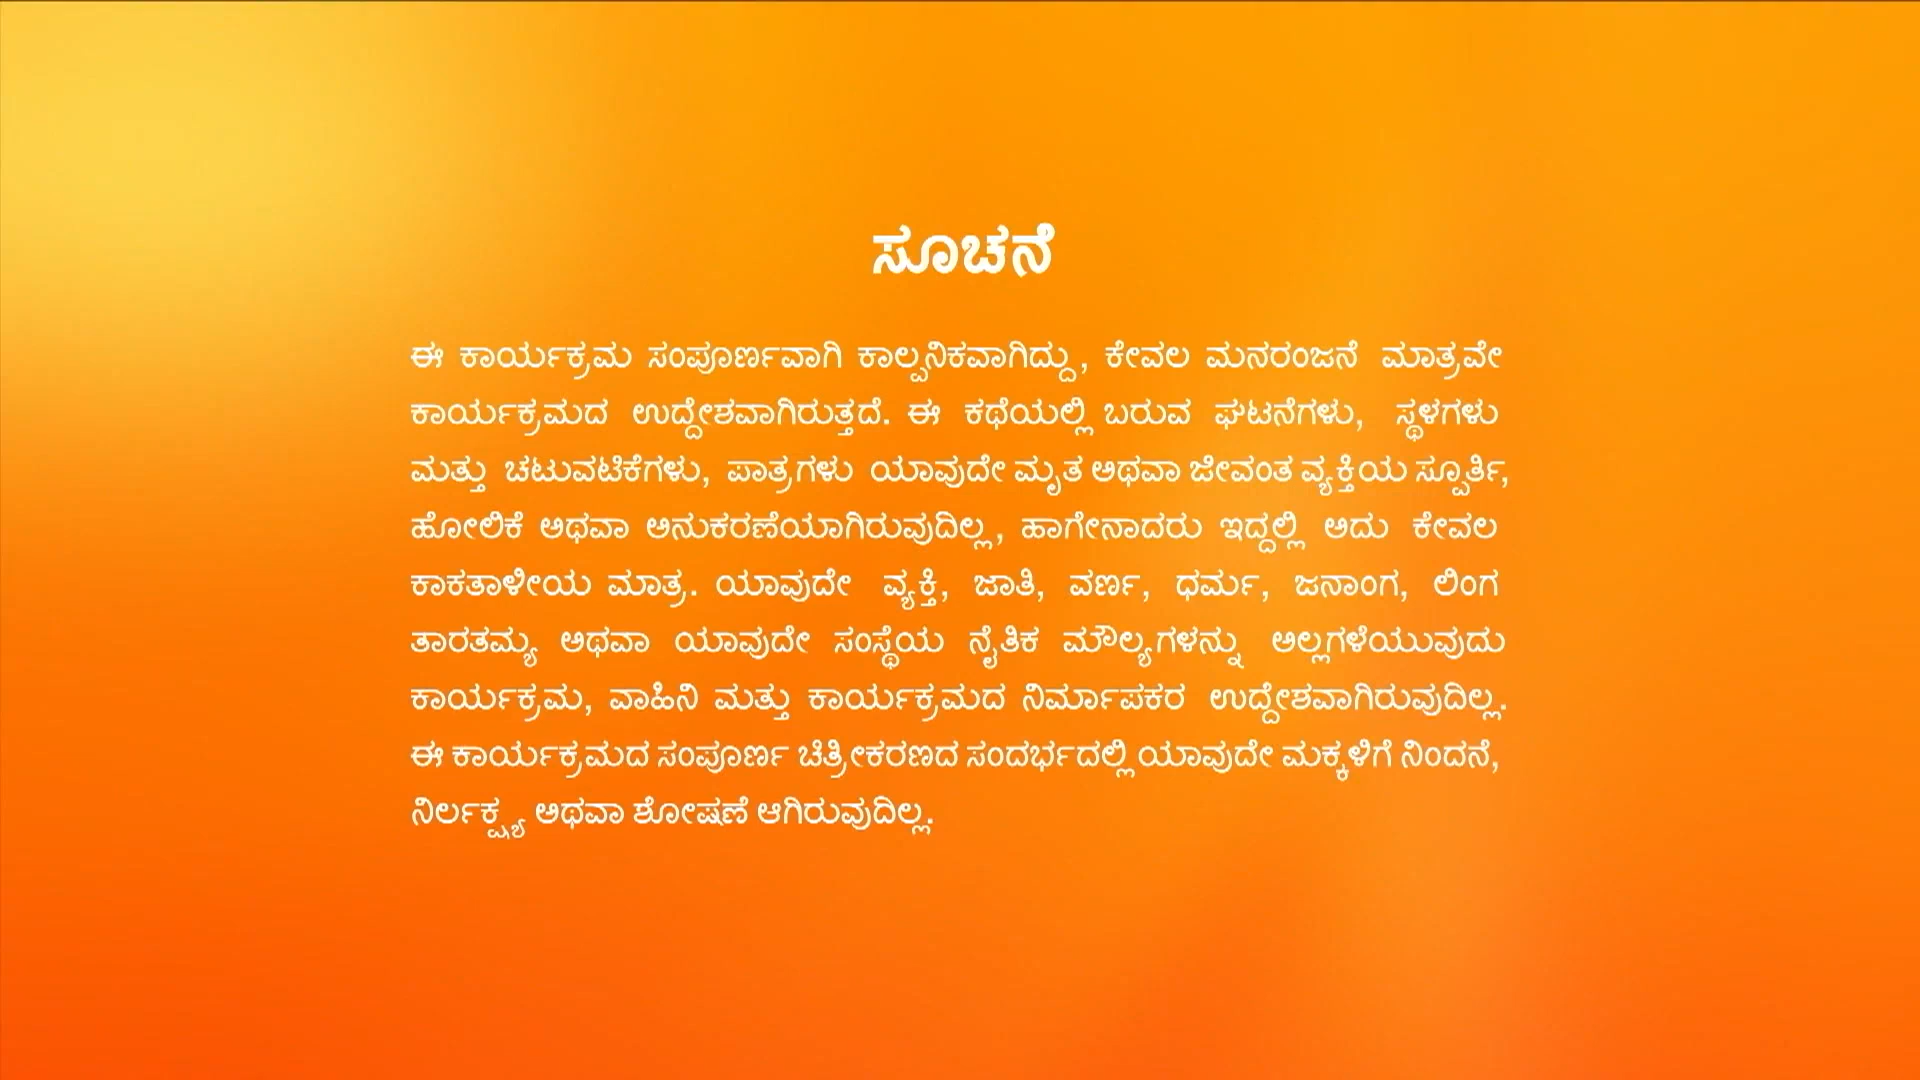 ಸೂಚನೆ
ಈ ಕಾರ್ಯಕ್ರಮ ಸಂಪೂರ್ಣವಾಗಿ ಕಾಲ್ಪನಿಕವಾಗಿದ್ದು, ಕೇವಲ ಮನರಂಜನೆ ಮಾತ್ರವೇ
ಕಾರ್ಯಕ್ರಮದ ಉದ್ದೇಶವಾಗಿರುತ್ತದೆ. ಈ ಕಥೆಯಲ್ಲಿ ಬರುವ ಘಟನೆಗಳು, ಸ್ಥಳಗಳು
ಮತ್ತು ಚಟುವಟಿಕೆಗಳು, ಪಾತ್ರಗಳು ಯಾವುದೇ ಮೃತ ಅಥವಾ ಜೀವಂತ ವ್ಯಕ್ತಿಯ ಸ್ಪೂರ್ತಿ,
ಹೋಲಿಕೆ ಅಥವಾ ಅನುಕರಣೆಯಾಗಿರುವುದಿಲ್ಲ, ಹಾಗೇನಾದರು ಇದ್ದಲ್ಲಿ ಅದು ಕೇವಲ
ಕಾಕತಾಳೀಯ ಮಾತ್ರ. ಯಾವುದೇ ವ್ಯಕ್ತಿ, ಜಾತಿ, ವರ್ಣ, ಧರ್ಮ, ಜನಾಂಗ, ಲಿಂಗ
ತಾರತಮ್ಯ ಅಥವಾ ಯಾವುದೇ ಸಂಸ್ಥೆಯ ನೈತಿಕ ಮೌಲ್ಯಗಳನ್ನು ಅಲ್ಲಗಳೆಯುವುದು
ಕಾರ್ಯಕ್ರಮ, ವಾಹಿನಿ ಮತ್ತು ಕಾರ್ಯಕ್ರಮದ ನಿರ್ಮಾಪಕರ ಉದ್ದೇಶವಾಗಿರುವುದಿಲ್ಲ.
ಈ ಕಾರ್ಯಕ್ರಮದ ಸಂಪೂರ್ಣ ಚಿತ್ರೀಕರಣದ ಸಂದರ್ಭದಲ್ಲಿ ಯಾವುದೇ ಮಕ್ಕಳಿಗೆ ನಿಂದನೆ,
ನಿರ್ಲಕ್ಷ್ಯ ಅಥವಾ ಶೋಷಣೆ ಆಗಿರುವುದಿಲ್ಲ.